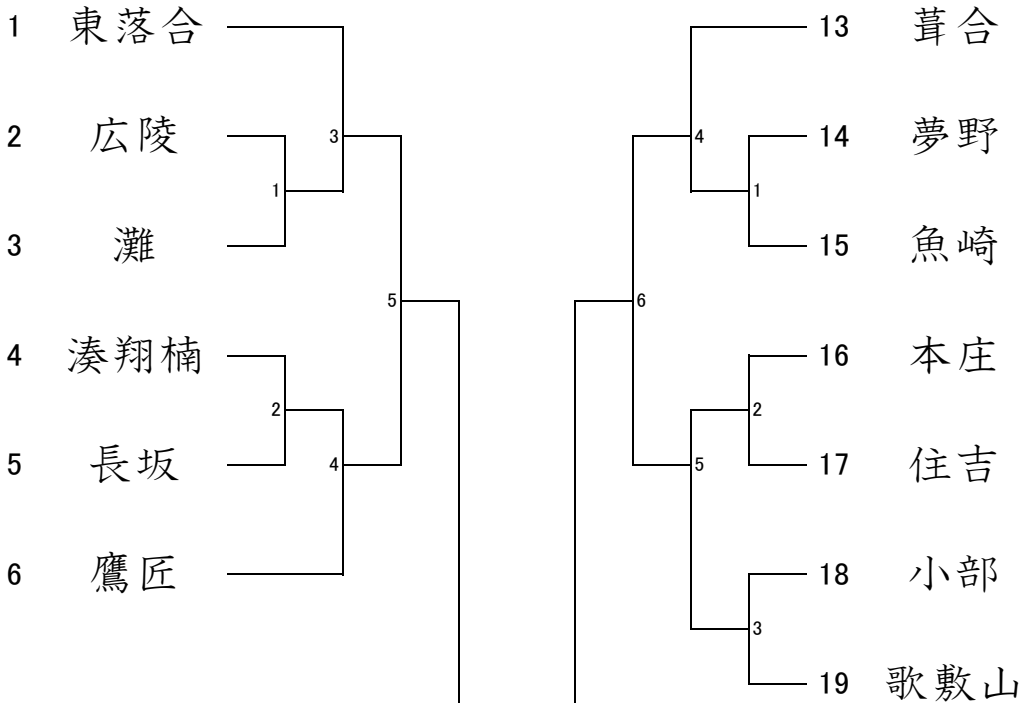 1 東落合
2 広陵
3 灘
4 湊翔楠
5 長坂
6 鷹匠
3
1
5
2
4
13 葺合
14 夢野
15 魚崎
16 本庄
17 住吉
18 小部
19 歌敷山
4
1
6
2
5
3